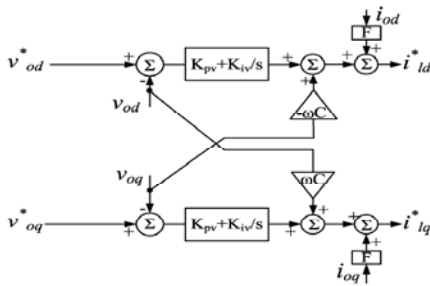 i_od
F
+
v*_od + Σ K_pv+K_iv/s + Σ + Σ i*_ld
- +
v_od -ωC
v_oq ωC
- +
v*_oq + Σ K_pv+K_iv/s + Σ + Σ i*_lq
+
F
i_oq